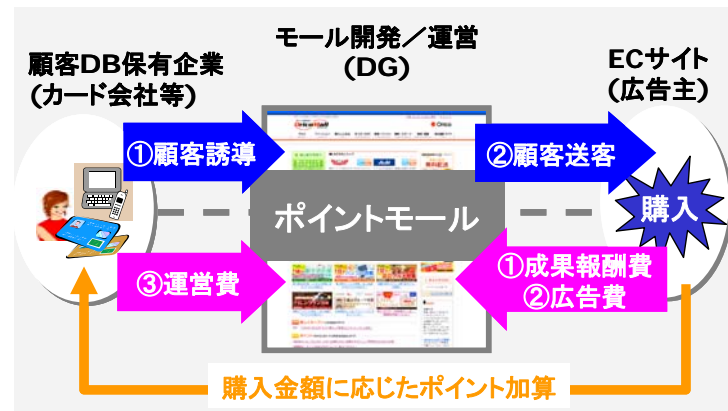 顧客DB保有企業
(カード会社等)
モール開発／運営
(DG)
ECサイト
(広告主)
①顧客誘導
②顧客送客
ポイントモール
購入
③運営費
①成果報酬費
②広告費
購入金額に応じたポイント加算